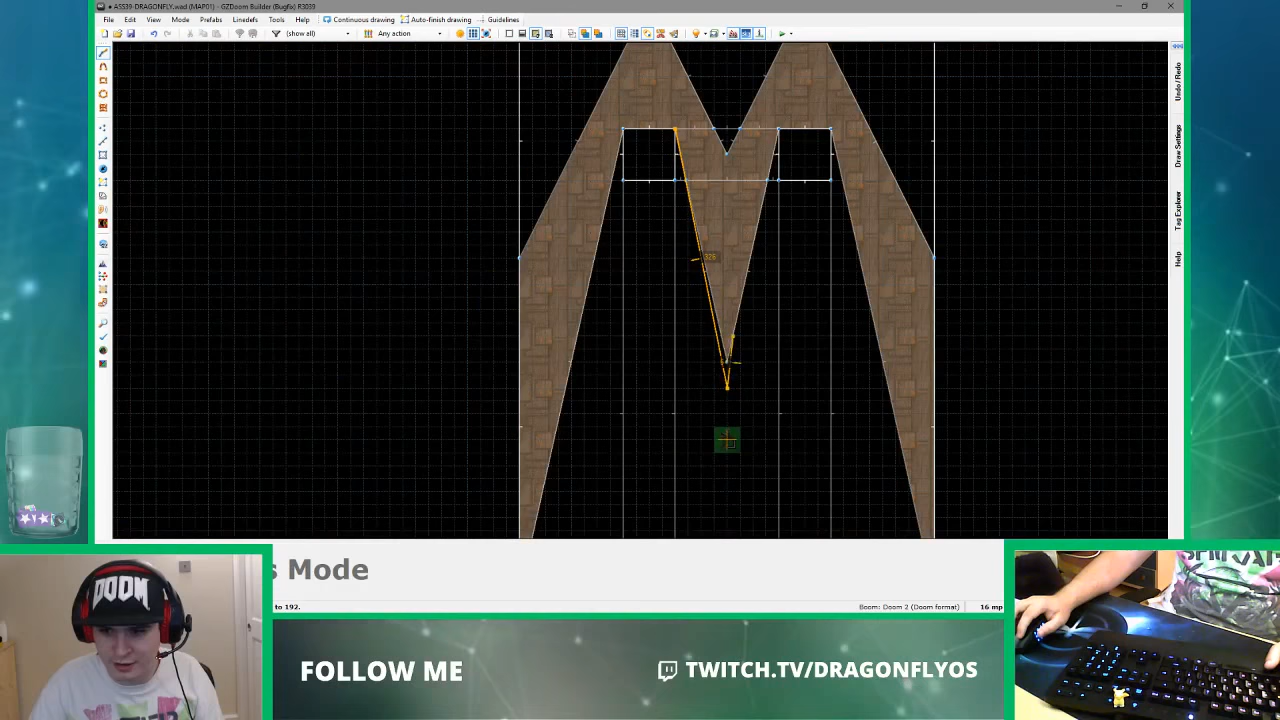 ASS39-DRAGONFLY.wad (MAP01) - GZDoom Builder (Bugfix) R3039
File Edit View Mode Prefabs Linedefs Tools Help Continuous drawing Auto-finish drawing Guidelines
(show all) Any action
Undo / Redo
Draw Settings
Tag Explorer
Help
326
s Mode
to 192.
Boom: Doom 2 (Doom format) 16 mp
DOOM
FOLLOW ME
TWITCH.TV/DRAGONFLYOS